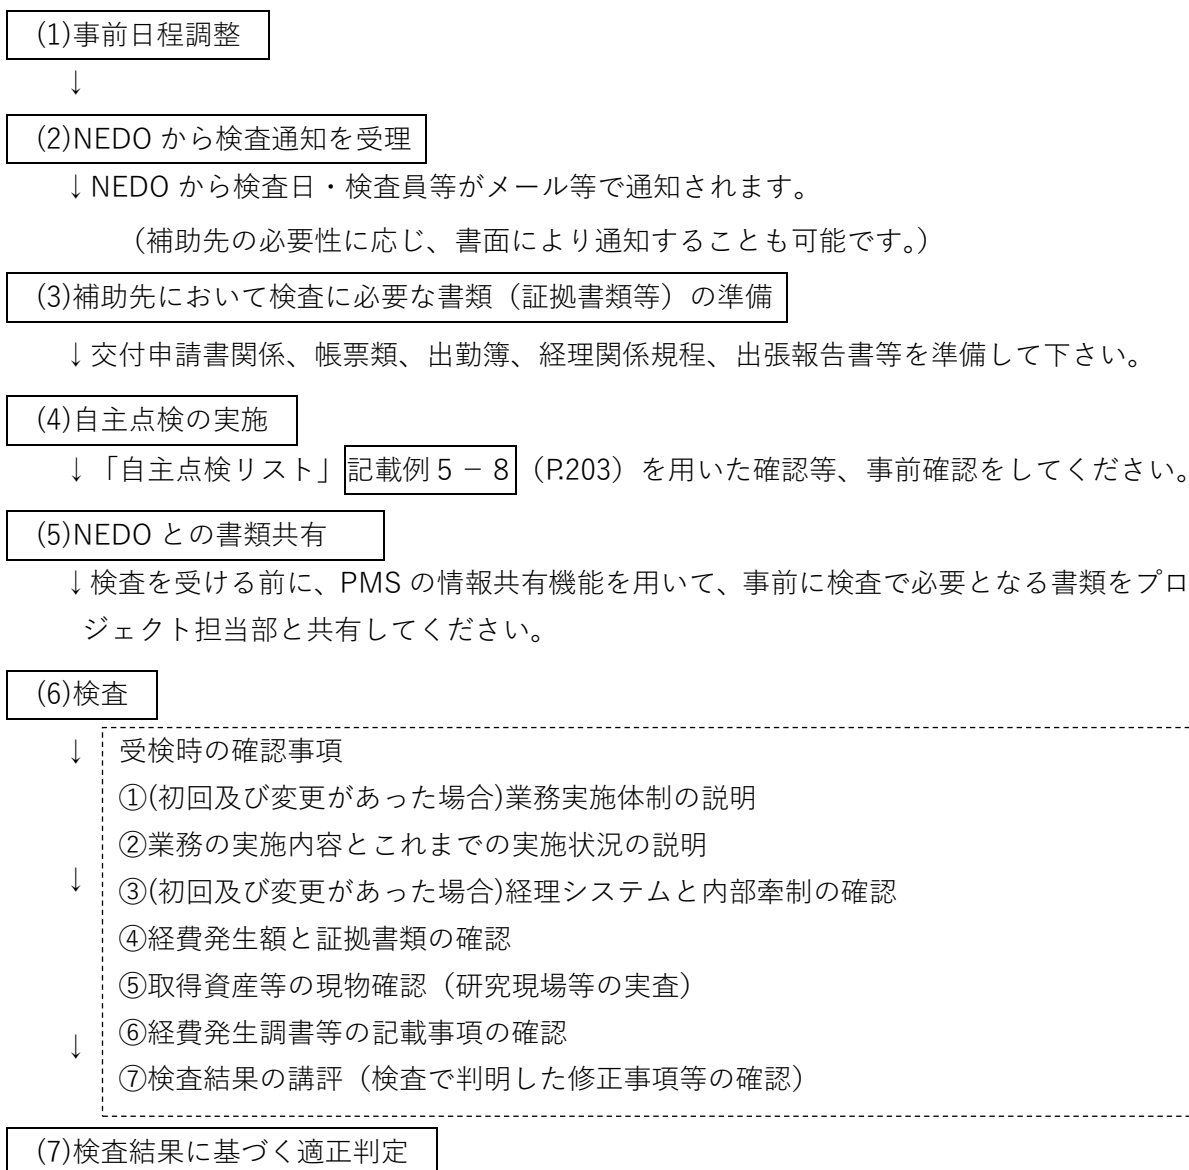 (1)事前日程調整
↓
(2)NEDO から検査通知を受理
↓NEDO から検査日・検査員等がメール等で通知されます。
（補助先の必要性に応じ、書面により通知することも可能です。）
(3)補助先において検査に必要な書類（証拠書類等）の準備
↓交付申請書関係、帳票類、出勤簿、経理関係規程、出張報告書等を準備して下さい。
(4)自主点検の実施
↓「自主点検リスト」記載例５－８（P.203）を用いた確認等、事前確認をしてください。
(5)NEDO との書類共有
↓検査を受ける前に、PMS の情報共有機能を用いて、事前に検査で必要となる書類をプロ
ジェクト担当部と共有してください。
(6)検査
↓ 受検時の確認事項
①(初回及び変更があった場合)業務実施体制の説明
②業務の実施内容とこれまでの実施状況の説明
↓ ③(初回及び変更があった場合)経理システムと内部牽制の確認
④経費発生額と証拠書類の確認
⑤取得資産等の現物確認（研究現場等の実査）
↓ ⑥経費発生調書等の記載事項の確認
⑦検査結果の講評（検査で判明した修正事項等の確認）
(7)検査結果に基づく適正判定